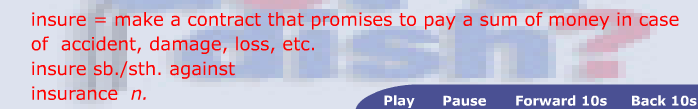 insure = make a contract that promises to pay a sum of money in case
of accident, damage, loss, etc.
insure sb./sth. against
insurance n.
Play Pause Forward 10s Back 10s